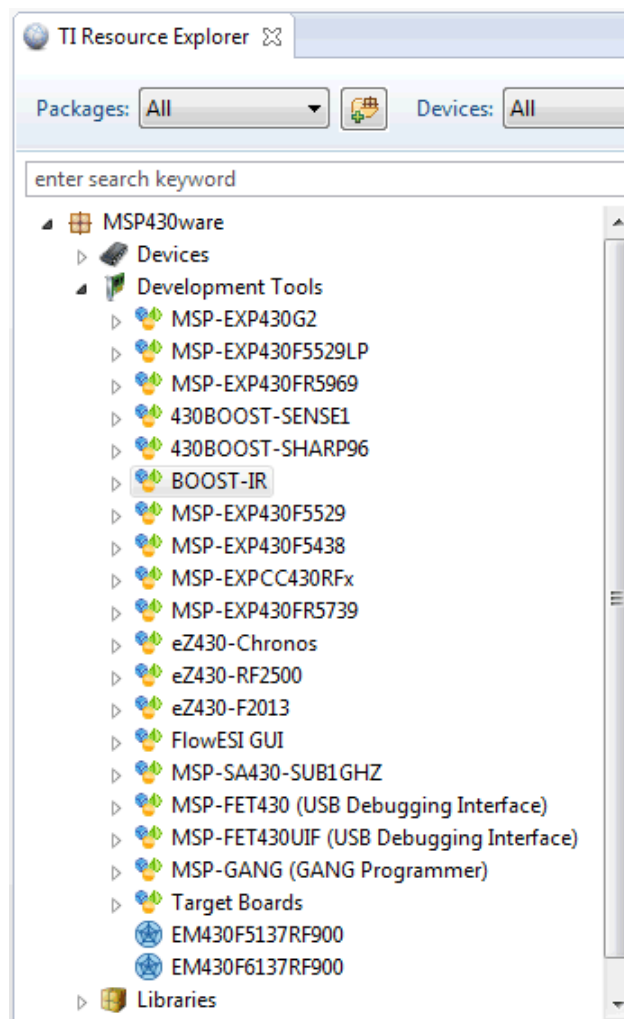 TI Resource Explorer
Packages: All Devices: All
enter search keyword
MSP430ware
Devices
Development Tools
MSP-EXP430G2
MSP-EXP430F5529LP
MSP-EXP430FR5969
430BOOST-SENSE1
430BOOST-SHARP96
BOOST-IR
MSP-EXP430F5529
MSP-EXP430F5438
MSP-EXPCC430RFx
MSP-EXP430FR5739
eZ430-Chronos
eZ430-RF2500
eZ430-F2013
FlowESI GUI
MSP-SA430-SUB1GHZ
MSP-FET430 (USB Debugging Interface)
MSP-FET430UIF (USB Debugging Interface)
MSP-GANG (GANG Programmer)
Target Boards
EM430F5137RF900
EM430F6137RF900
Libraries